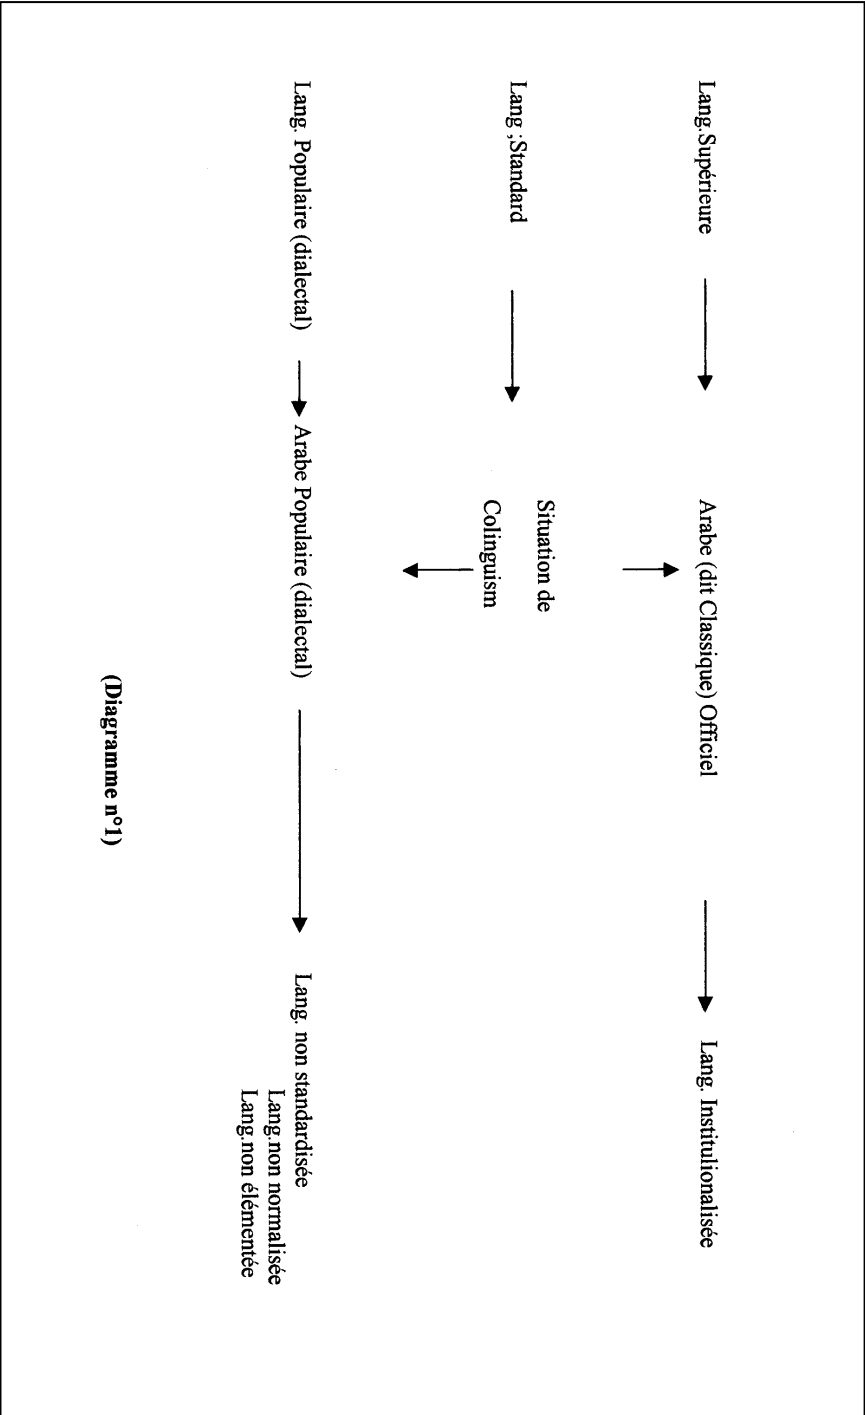 Lang.Supérieure
Arabe (dit Classique) Officiel
Lang. Institulionalisée
Lang ;Standard
Situation de
Colinguism
Lang. Populaire (dialectal)
Arabe Populaire (dialectal)
Lang. non standardisée
Lang.non normalisée
Lang.non élémentée
(Diagramme n°1)